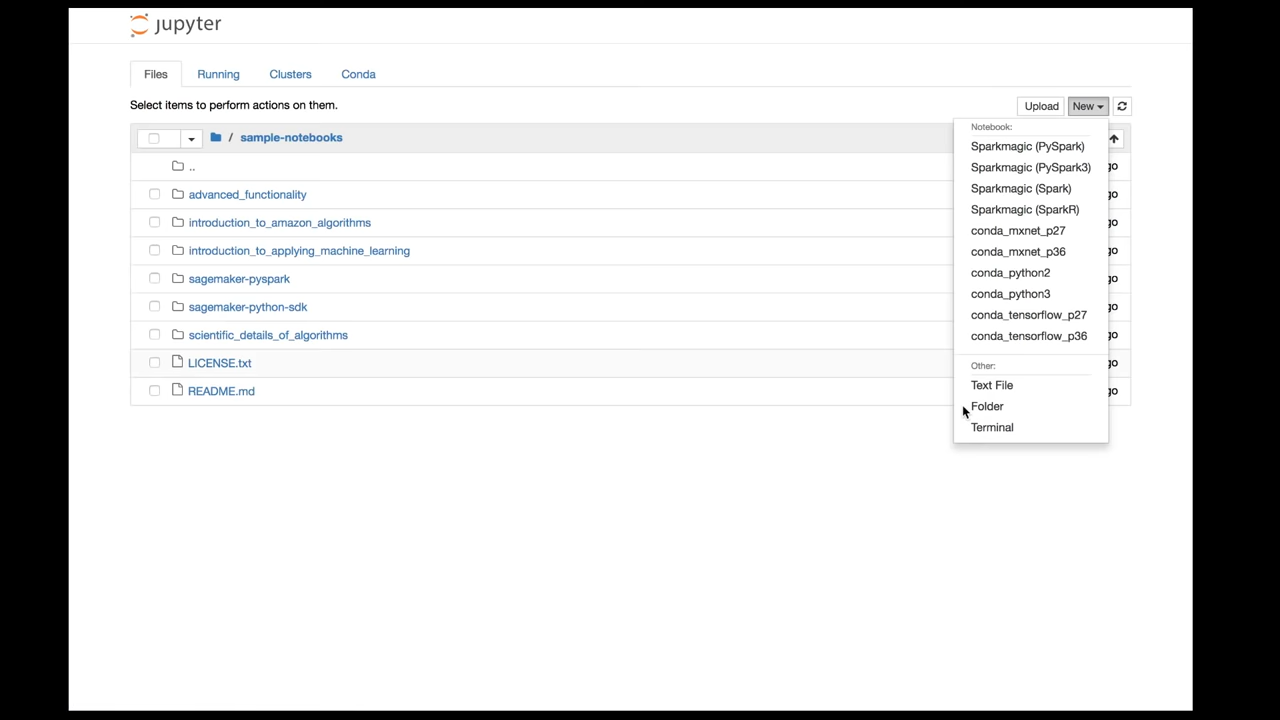 jupyter
Files Running Clusters Conda
Select items to perform actions on them.
Upload New
/ sample-notebooks
Notebook:
Sparkmagic (PySpark)
Sparkmagic (PySpark3)
Sparkmagic (Spark)
Sparkmagic (SparkR)
conda_mxnet_p27
conda_mxnet_p36
conda_python2
conda_python3
conda_tensorflow_p27
conda_tensorflow_p36
Other:
Text File
Folder
Terminal
..
advanced_functionality
introduction_to_amazon_algorithms
introduction_to_applying_machine_learning
sagemaker-pyspark
sagemaker-python-sdk
scientific_details_of_algorithms
LICENSE.txt
README.md